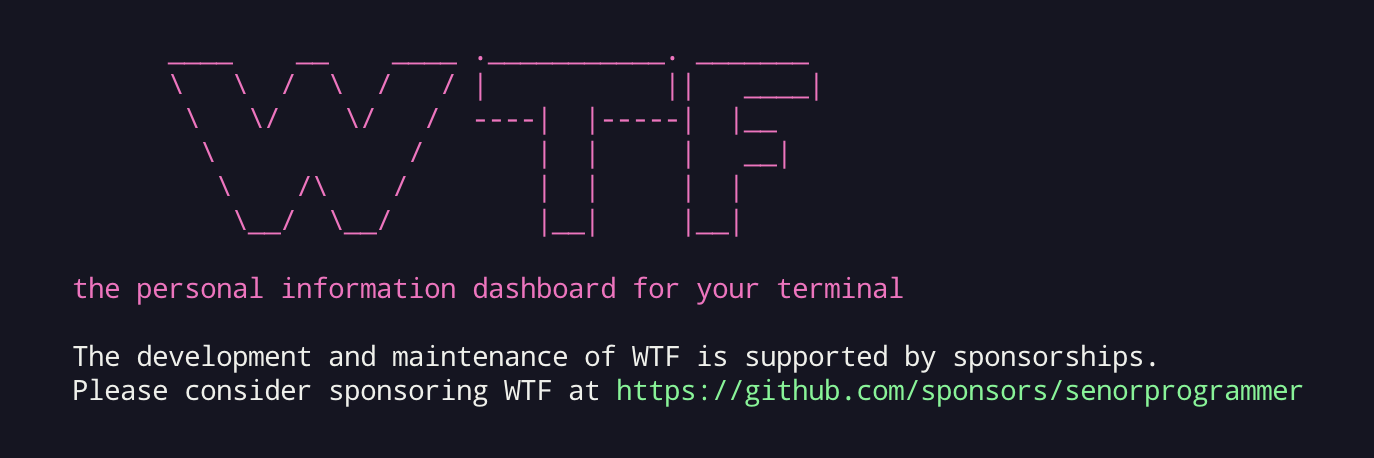 WTF
the personal information dashboard for your terminal
The development and maintenance of WTF is supported by sponsorships.
Please consider sponsoring WTF at https://github.com/sponsors/senorprogrammer